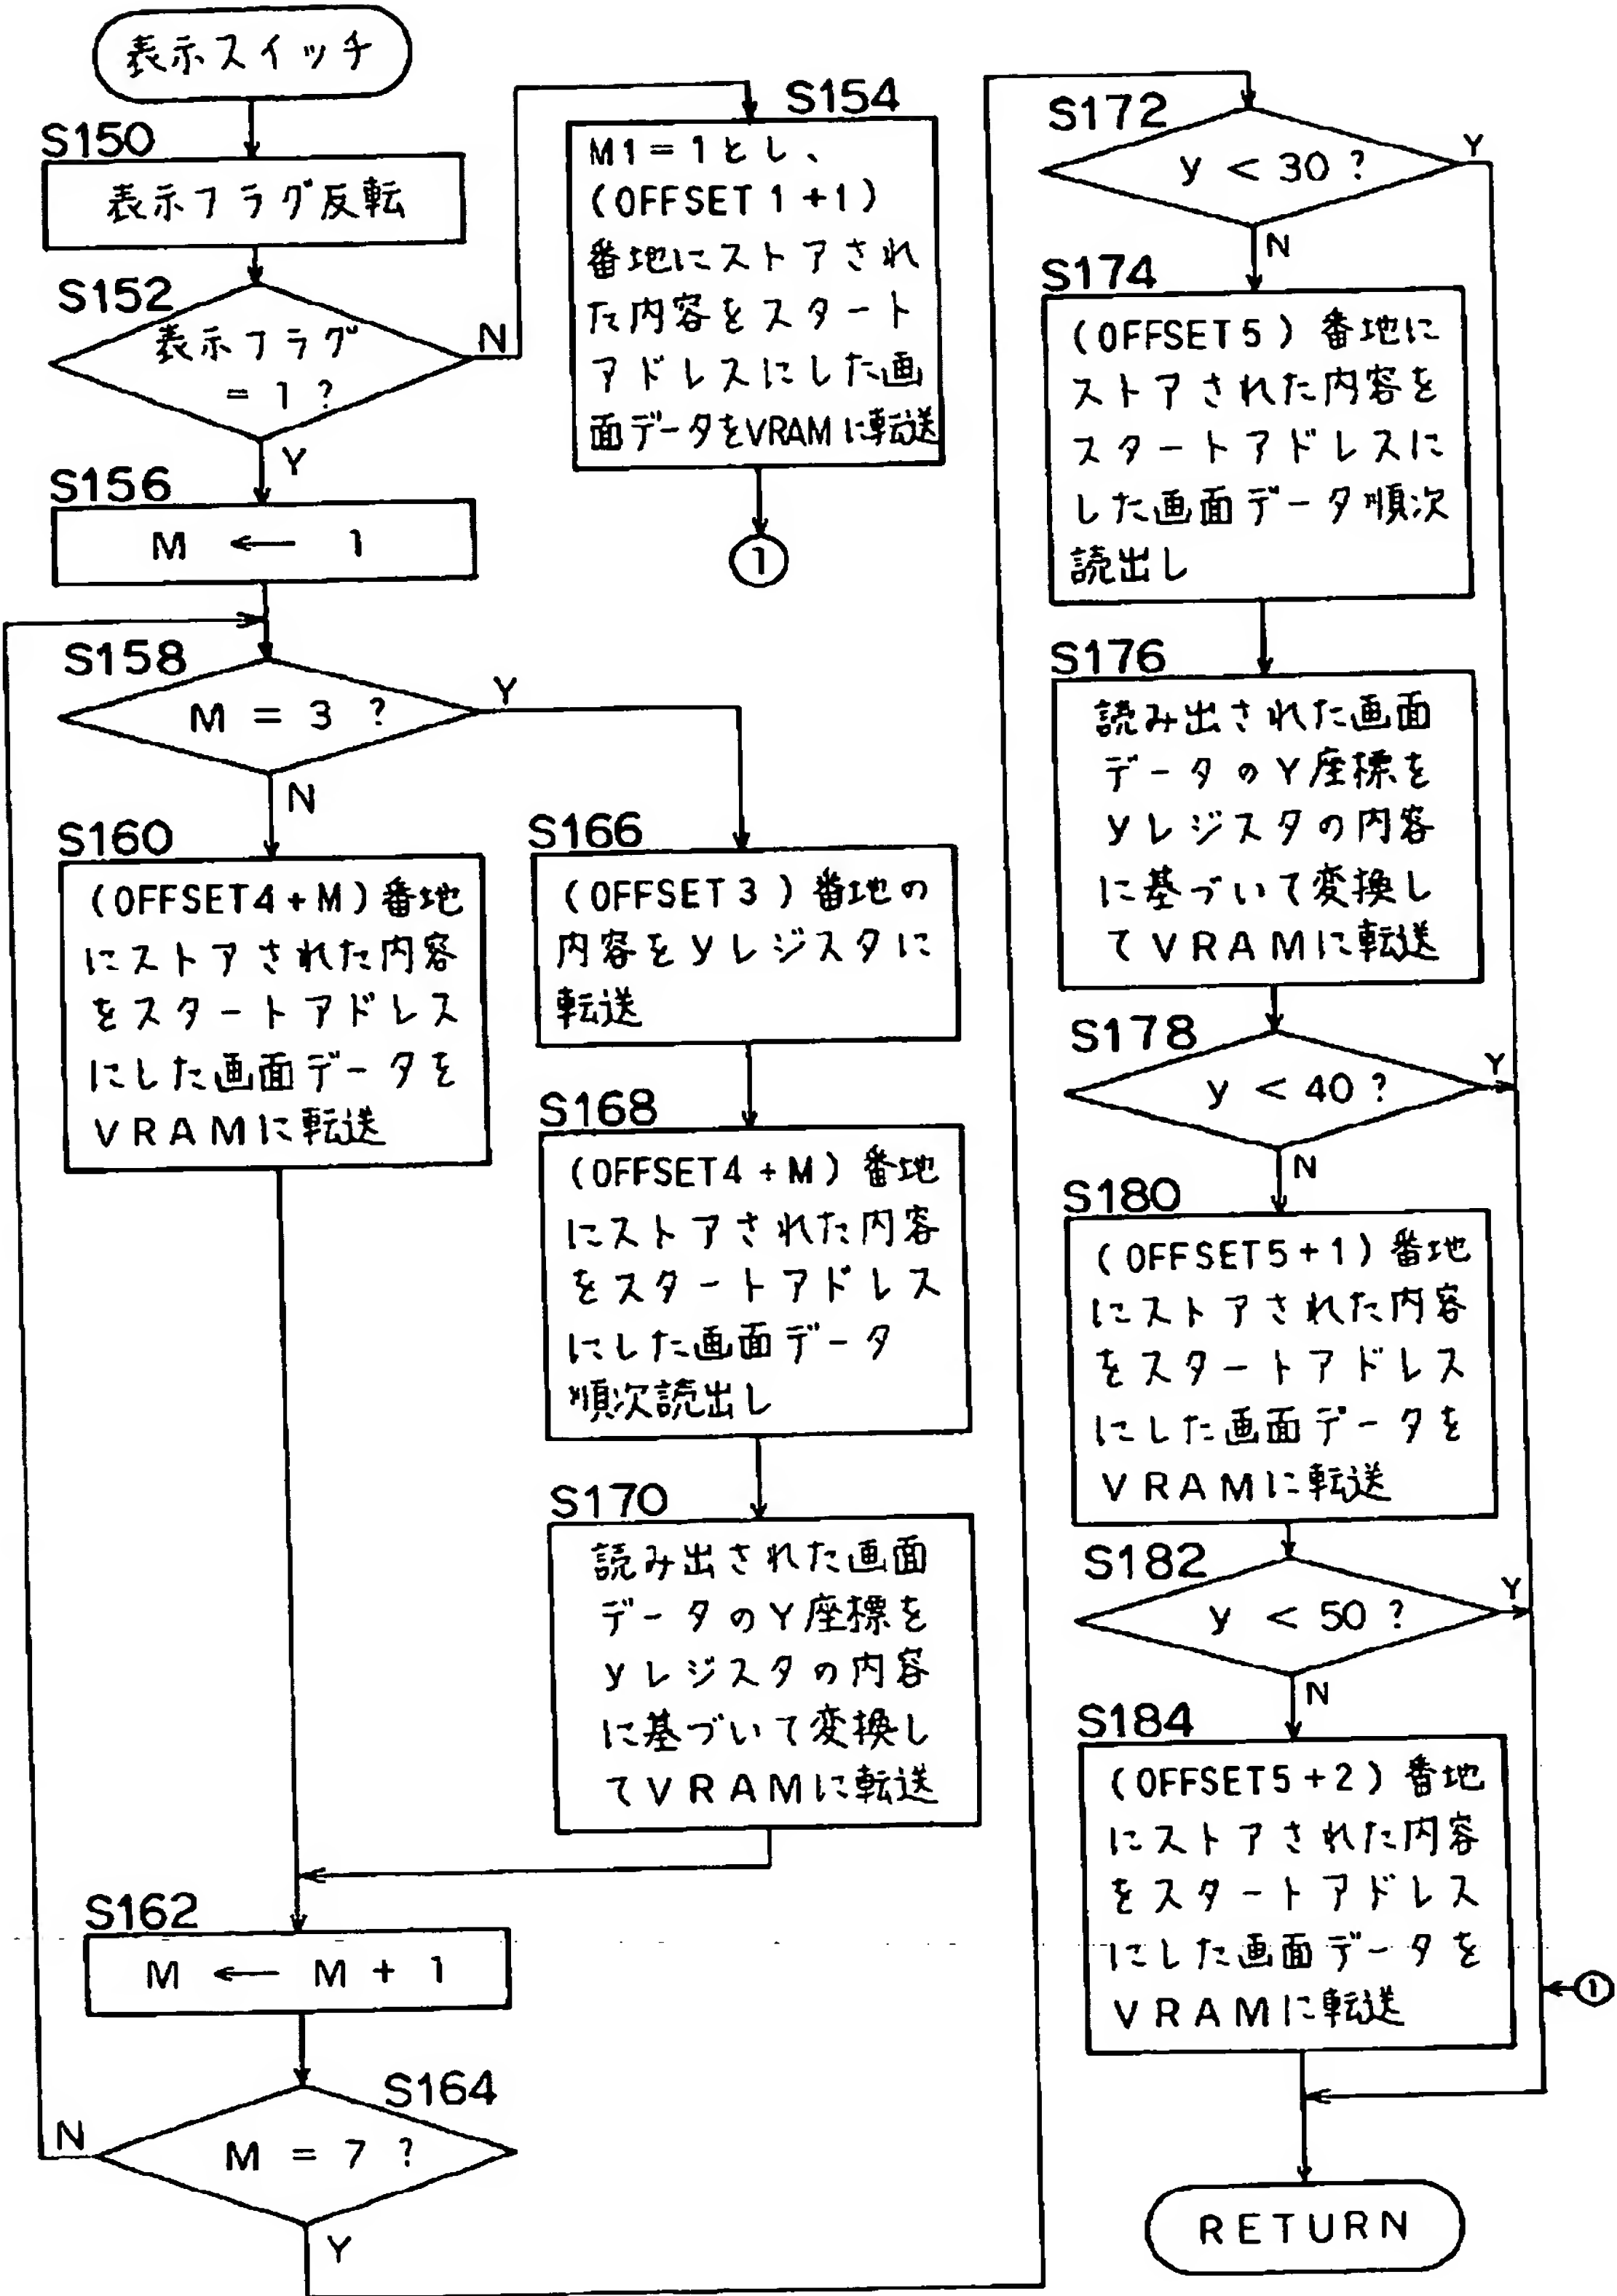 表示スイッチ
S150
表示フラグ反転
S152
表示フラグ
= 1 ?
N
Y
S154
M1=1とし、
(OFFSET1+1)
番地にストアされ
た内容をスタート
アドレスにした画
面データをVRAMに転送
①
S156
M ← 1
S158
M = 3 ?
Y
N
S160
(OFFSET4+M)番地
にストアされた内容
をスタートアドレス
にした画面データを
VRAMに転送
S166
(OFFSET3)番地の
内容をyレジスタに
転送
S168
(OFFSET4+M)番地
にストアされた内容
をスタートアドレス
にした画面データ
順次読出し
S170
読み出された画面
データのY座標を
yレジスタの内容
に基づいて変換し
てVRAMに転送
S162
M ← M + 1
S164
M = 7 ?
N
Y
S172
y < 30 ?
Y
N
S174
(OFFSET5)番地に
ストアされた内容を
スタートアドレスに
した画面データ順次
読出し
S176
読み出された画面
データのY座標を
yレジスタの内容
に基づいて変換し
てVRAMに転送
S178
y < 40 ?
Y
N
S180
(OFFSET5+1)番地
にストアされた内容
をスタートアドレス
にした画面データを
VRAMに転送
S182
y < 50 ?
Y
N
S184
(OFFSET5+2)番地
にストアされた内容
をスタートアドレス
にした画面データを
VRAMに転送
①
RETURN